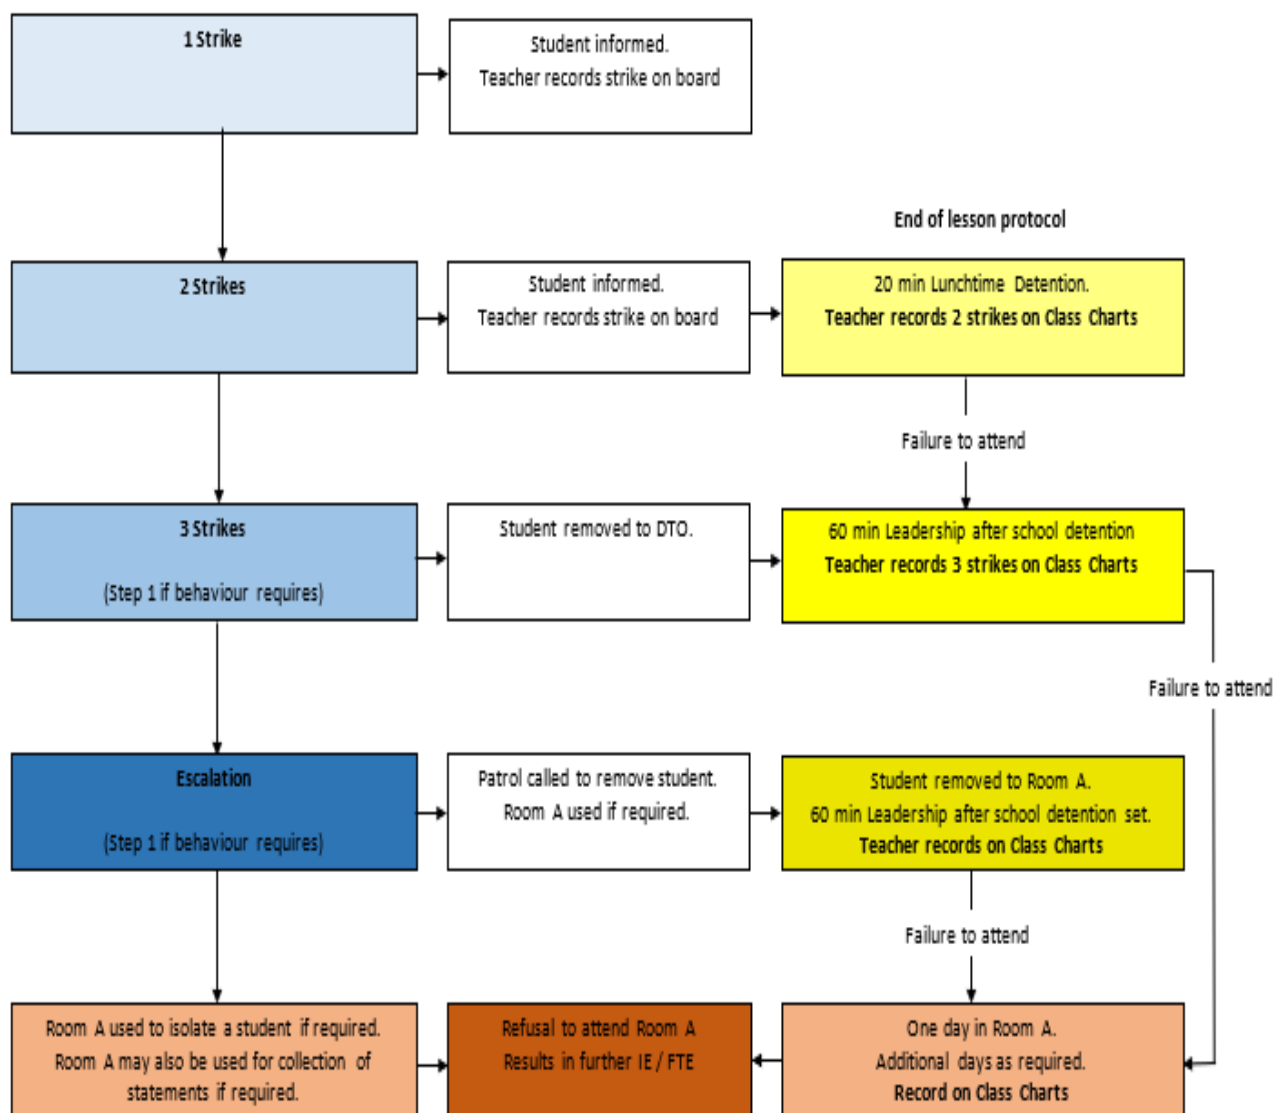 1 Strike
Student informed.
Teacher records strike on board
End of lesson protocol
2 Strikes
Student informed.
Teacher records strike on board
20 min Lunchtime Detention.
Teacher records 2 strikes on Class Charts
Failure to attend
3 Strikes
(Step 1 if behaviour requires)
Student removed to DTO.
60 min Leadership after school detention
Teacher records 3 strikes on Class Charts
Failure to attend
Escalation
(Step 1 if behaviour requires)
Patrol called to remove student.
Room A used if required.
Student removed to Room A.
60 min Leadership after school detention set.
Teacher records on Class Charts
Failure to attend
Room A used to isolate a student if required.
Room A may also be used for collection of
statements if required.
Refusal to attend Room A
Results in further IE / FTE
One day in Room A.
Additional days as required.
Record on Class Charts